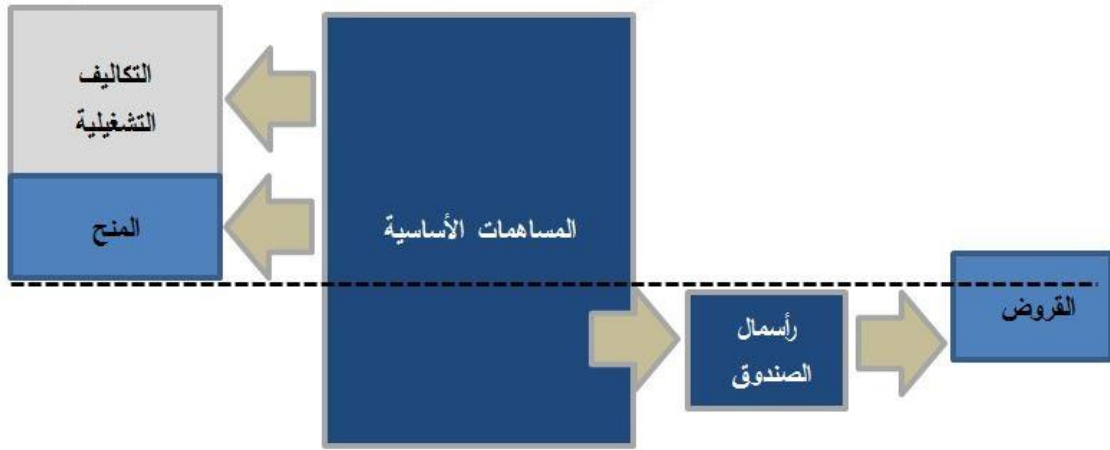 التكاليف
التشغيلية
المنح
المساهمات الأساسية
رأسمال
الصندوق
القروض